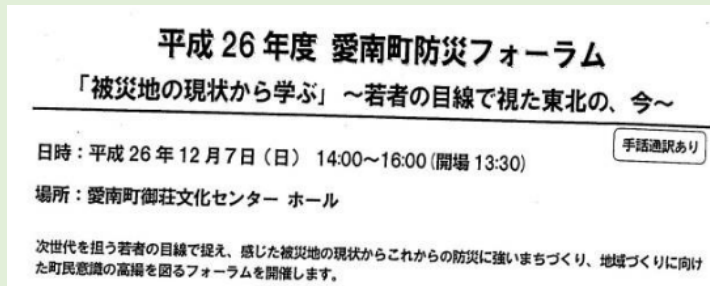 平成 26 年度 愛南町防災フォーラム
「被災地の現状から学ぶ」 ～若者の目線で視た東北の、今～
日時：平成 26 年 12 月 7 日（日） 14:00～16:00 (開場 13:30)
手話通訳あり
場所：愛南町御荘文化センター ホール
次世代を担う若者の目線で捉え、感じた被災地の現状からこれからの防災に強いまちづくり、地域づくりに向け
た町民意識の高揚を図るフォーラムを開催します。